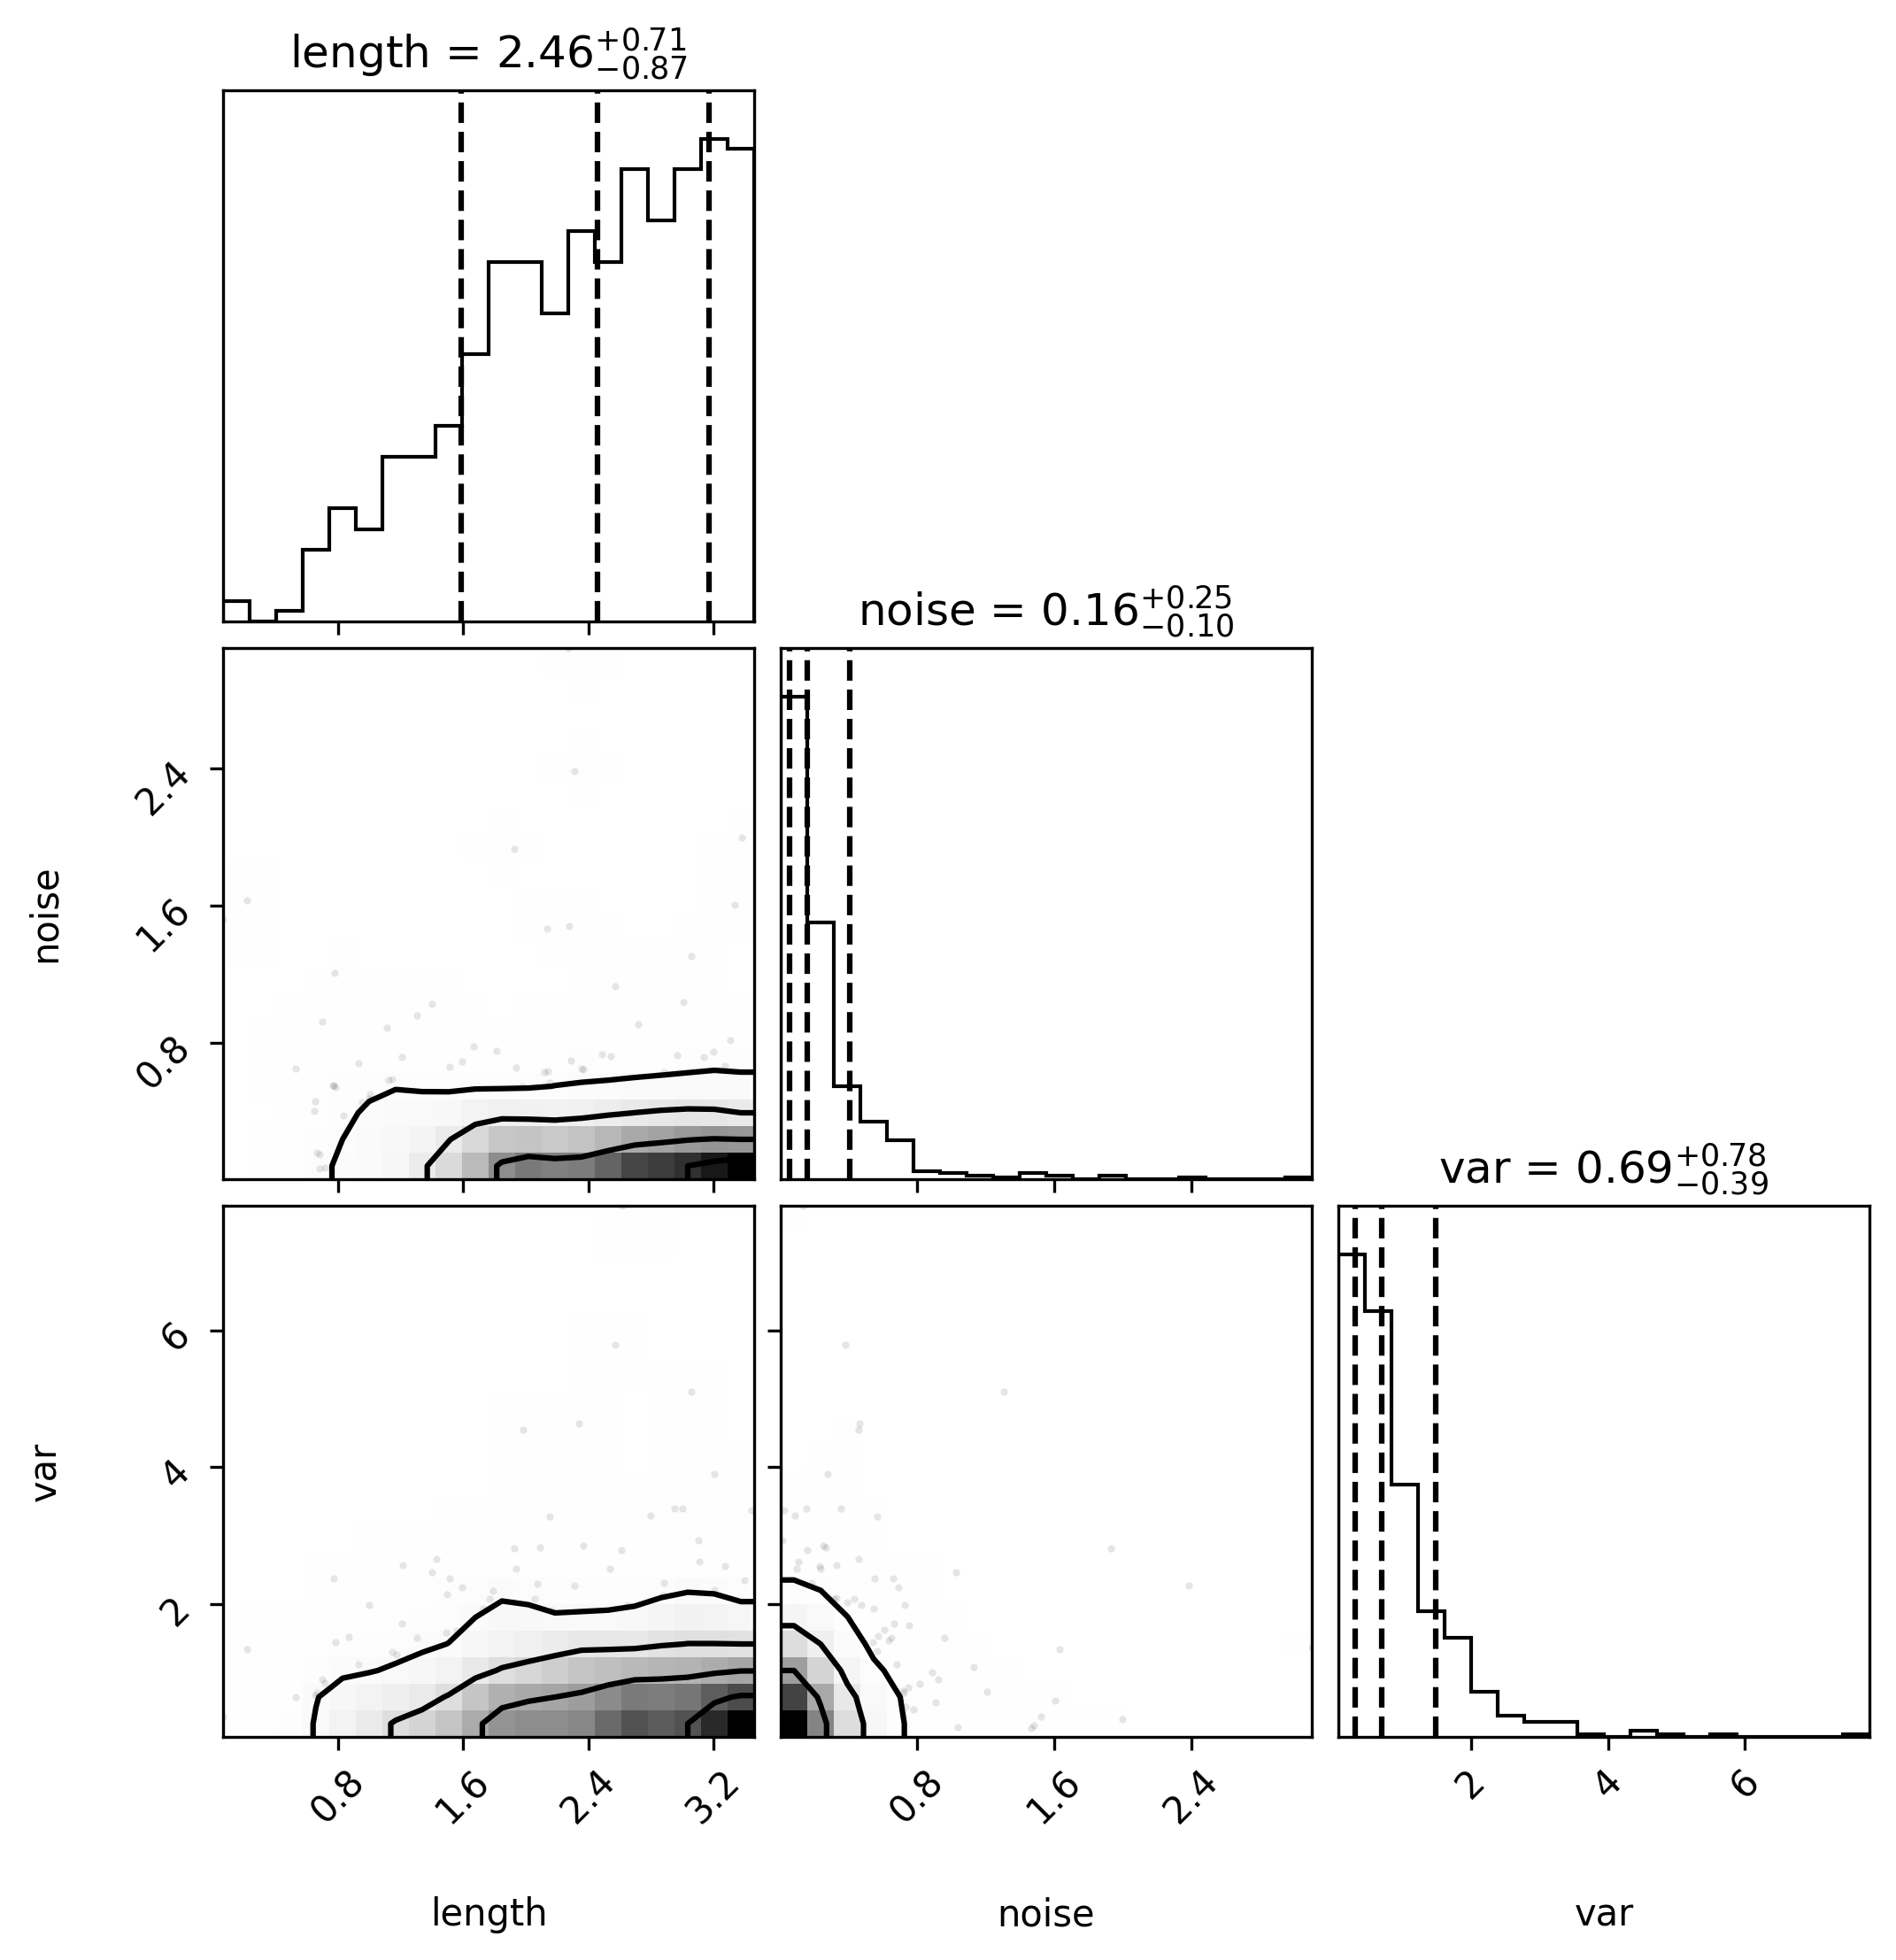 length = 2.46+0.71−0.87
noise = 0.16+0.25−0.10
noise
2.4
1.6
0.8
var = 0.69+0.78−0.39
var
6
4
2
0.8 1.6 2.4 3.2 0.8 1.6 2.4 2 4 6
length noise var